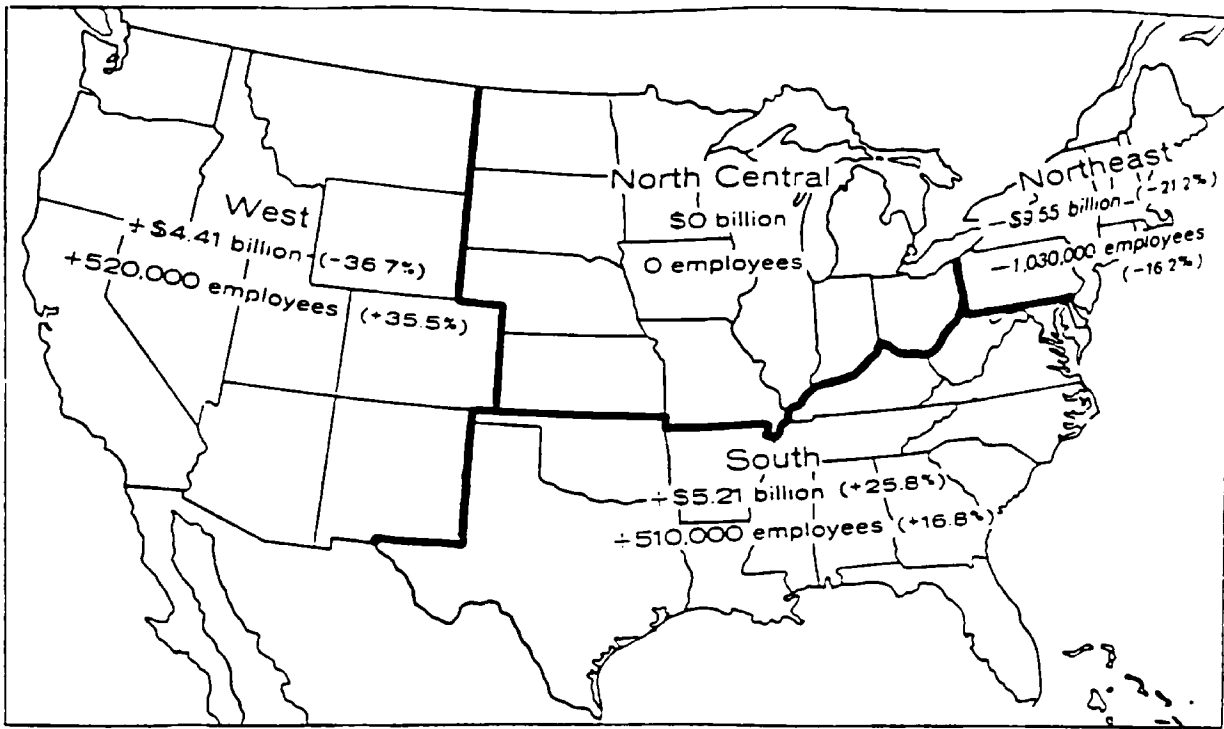 West
+$4.41 billion (-36.7%)
+520,000 employees (+35.5%)
North Central
$0 billion
0 employees
Northeast
-$9.55 billion (-21.2%)
-1,030,000 employees
(-16.2%)
South
+$5.21 billion (+25.8%)
+510,000 employees (+16.8%)